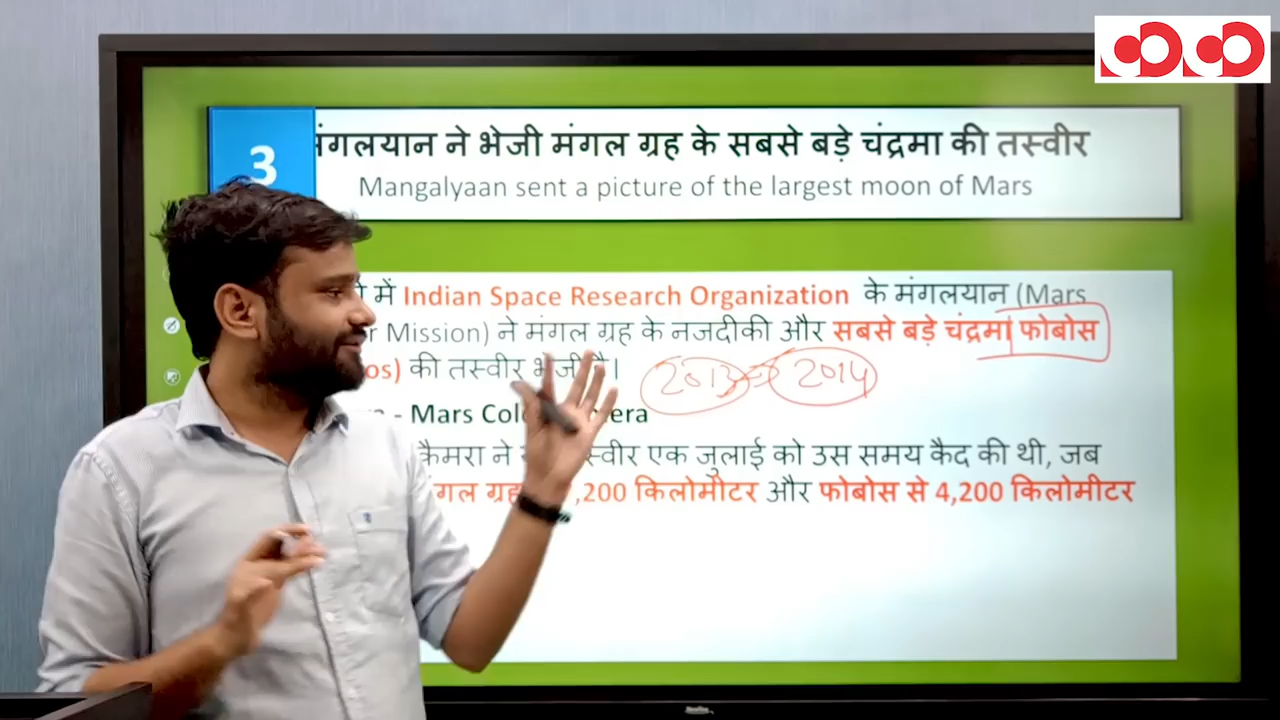 3
मंगलयान ने भेजी मंगल ग्रह के सबसे बड़े चंद्रमा की तस्वीर
Mangalyaan sent a picture of the largest moon of Mars
में Indian Space Research Organization के मंगलयान (Mars
Mission) ने मंगल ग्रह के नजदीकी और सबसे बड़े चंद्रमा फोबोस
की तस्वीर भेजी है।
2013 2014
- Mars
कैमरा ने एक जुलाई को उस समय कैद की थी, जब
ग्रह ,200 किलोमीटर और फोबोस से 4,200 किलोमीटर